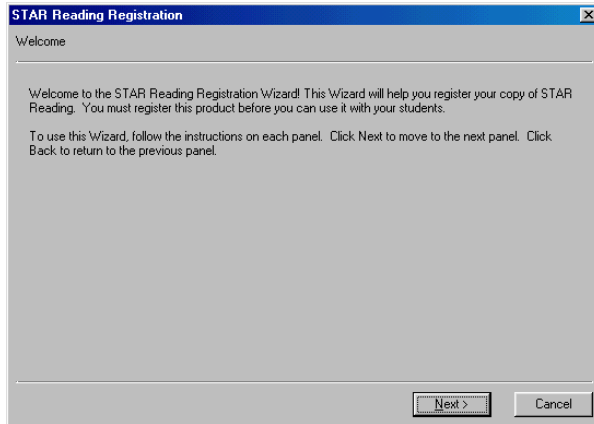 STAR Reading Registration
Welcome
Welcome to the STAR Reading Registration Wizard! This Wizard will help you register your copy of STAR
Reading. You must register this product before you can use it with your students.
To use this Wizard, follow the instructions on each panel. Click Next to move to the next panel. Click
Back to return to the previous panel.
Next >
Cancel